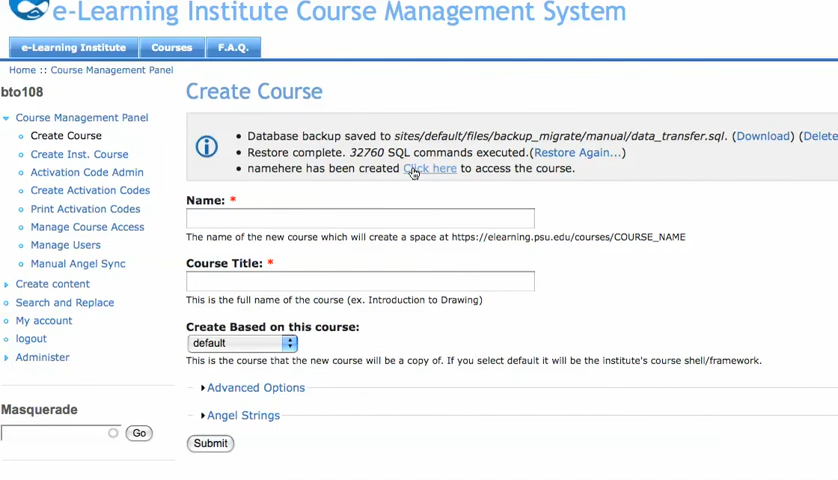 e-Learning Institute Course Management System
e-Learning Institute Courses F.A.Q.
Home :: Course Management Panel
bto108
Course Management Panel
Create Course
Create Inst. Course
Activation Code Admin
Create Activation Codes
Print Activation Codes
Manage Course Access
Manage Users
Manual Angel Sync
Create content
Search and Replace
My account
logout
Administer
Masquerade
Go
Create Course
Database backup saved to sites/default/files/backup_migrate/manual/data_transfer.sql. (Download) (Delete
Restore complete. 32760 SQL commands executed.(Restore Again...)
namehere has been created Click here to access the course.
Name: *
The name of the new course which will create a space at https://elearning.psu.edu/courses/COURSE_NAME
Course Title: *
This is the full name of the course (ex. Introduction to Drawing)
Create Based on this course:
default
This is the course that the new course will be a copy of. If you select default it will be the institute's course shell/framework.
Advanced Options
Angel Strings
Submit